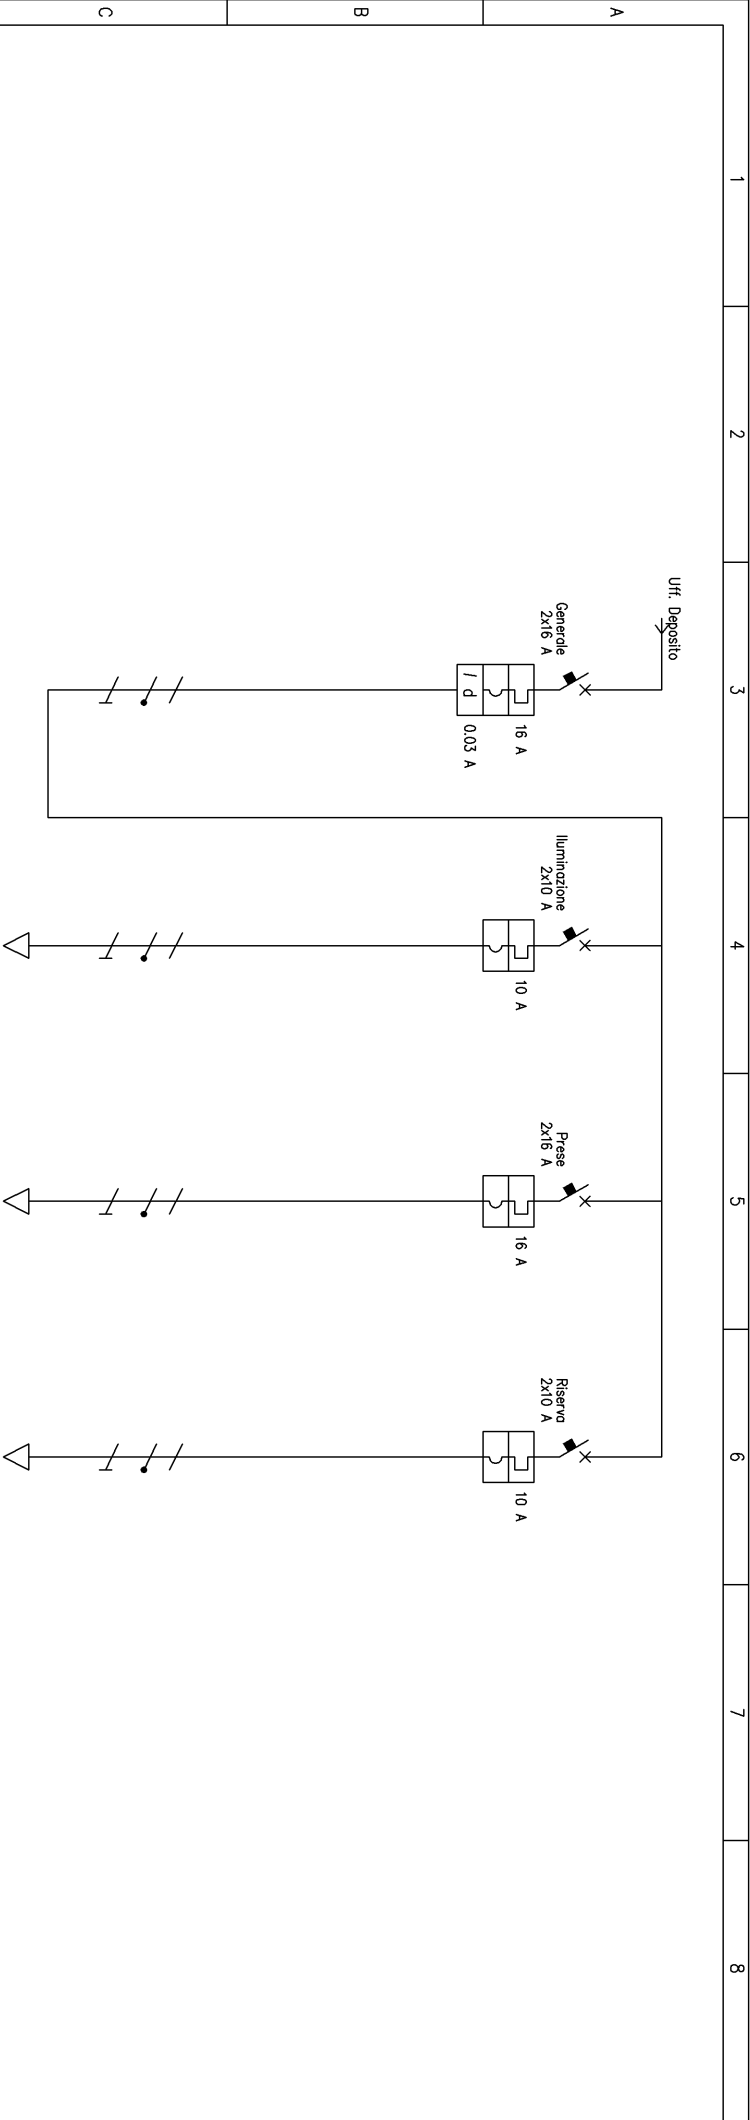 1
2
3
4
5
6
7
8
A
B
C
Uff. Deposito
Generale
2x16 A
16 A
I d
0.03 A
Iluminazione
2x10 A
10 A
Prese
2x16 A
16 A
Riserva
2x10 A
10 A